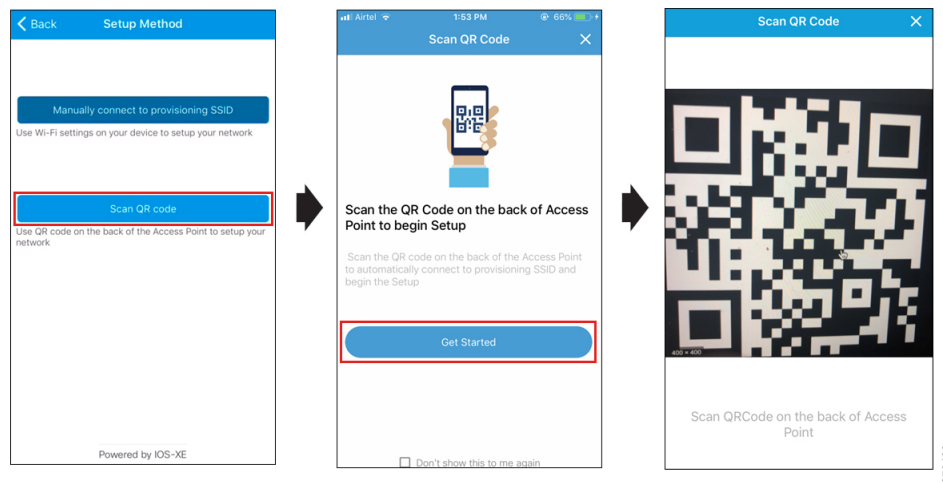 Back
Setup Method
Manually connect to provisioning SSID
Use Wi-Fi settings on your device to setup your network
Scan QR code
Use QR code on the back of the Access Point to setup your
network
Powered by IOS-XE
Airtel
1:53 PM
66%
Scan QR Code
Scan the QR Code on the back of Access
Point to begin Setup
Scan the QR code on the back of the Access Point
to automatically connect to provisioning SSID and
begin the Setup
Get Started
Don't show this to me again
Scan QR Code
400 × 400
Scan QRCode on the back of Access
Point